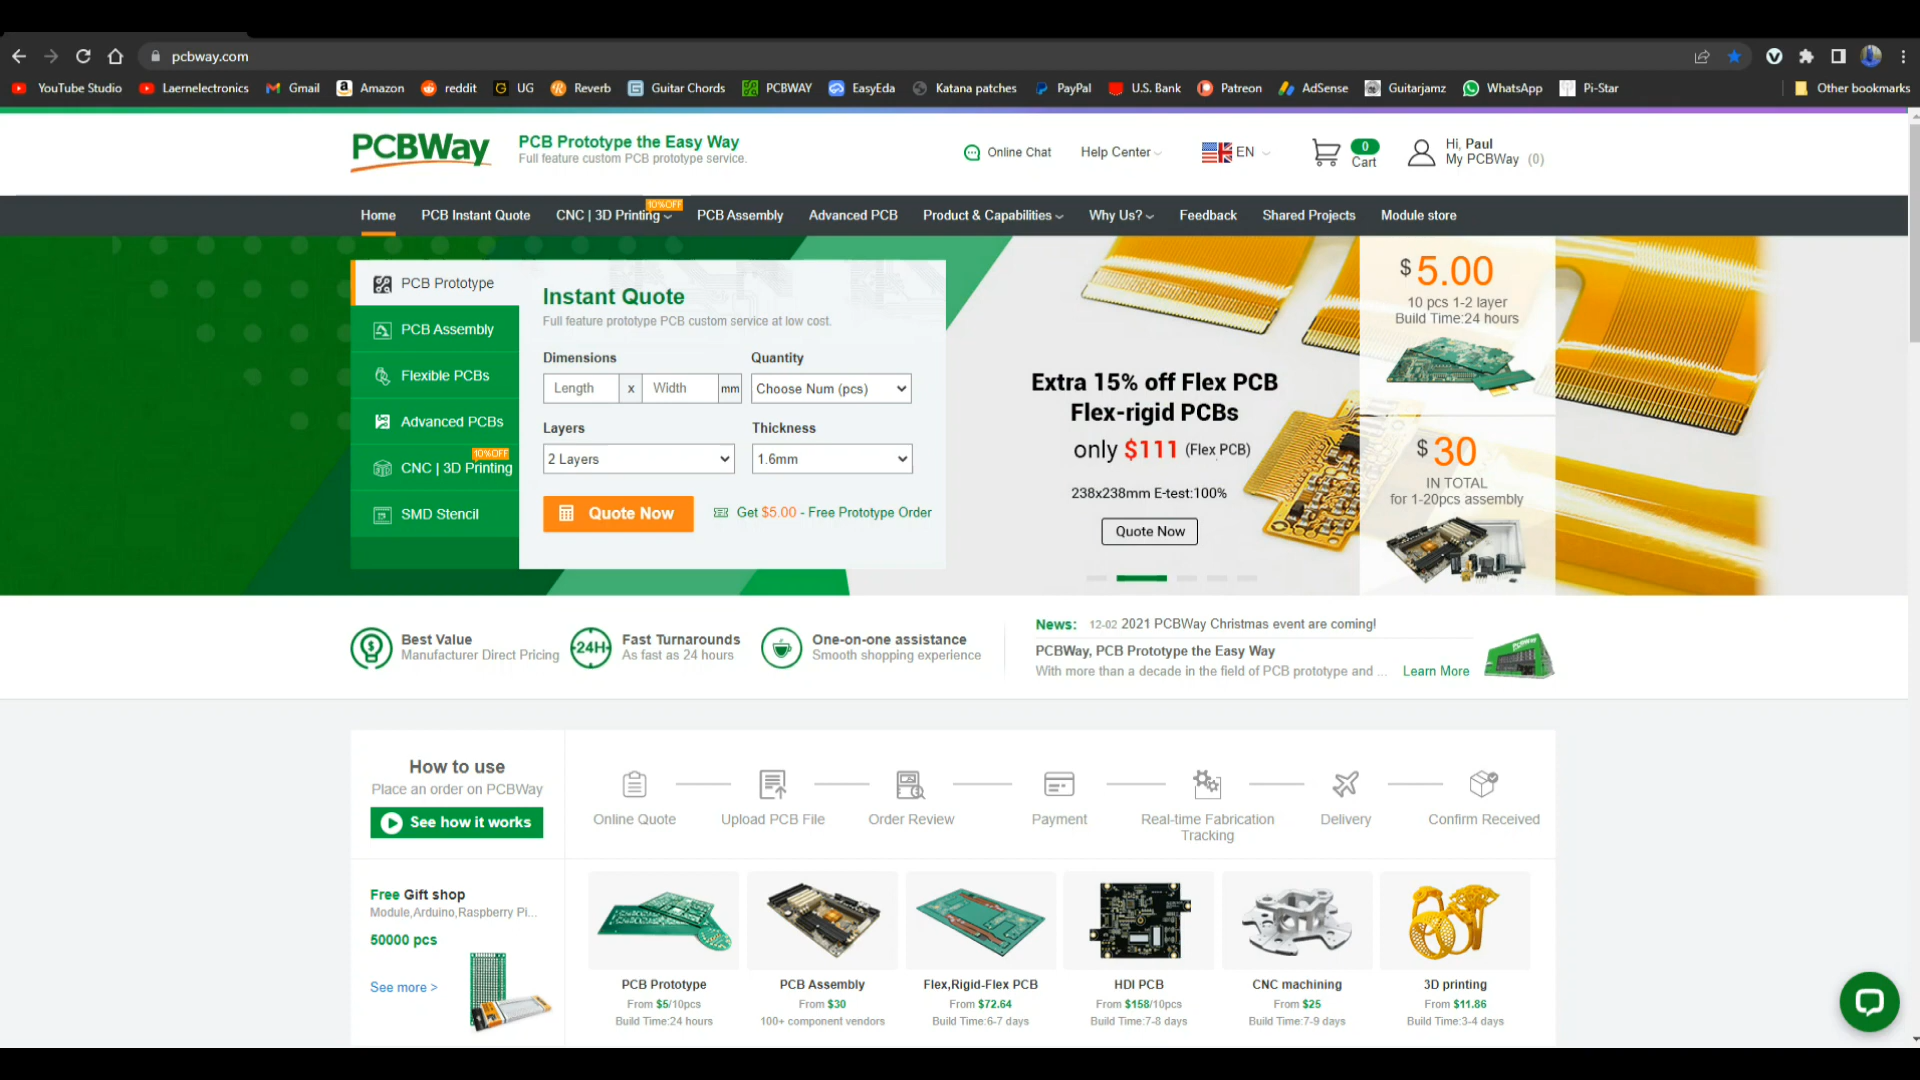 pcbway.com
YouTube Studio Laernelectronics Gmail Amazon reddit UG Reverb Guitar Chords PCBWAY EasyEda Katana patches PayPal U.S. Bank Patreon AdSense Guitarjamz WhatsApp Pi-Star Other bookmarks
PCBWay
PCB Prototype the Easy Way
Full feature custom PCB prototype service.
Online Chat
Help Center
EN
0
Cart
Hi, Paul
My PCBWay (0)
Home PCB Instant Quote CNC | 3D Printing 10%OFF PCB Assembly Advanced PCB Product & Capabilities Why Us? Feedback Shared Projects Module store
PCB Prototype
PCB Assembly
Flexible PCBs
Advanced PCBs
10%OFF
CNC | 3D Printing
SMD Stencil
Instant Quote
Full feature prototype PCB custom service at low cost.
Dimensions Quantity
Length x Width mm Choose Num (pcs)
Layers Thickness
2 Layers 1.6mm
Quote Now Get $5.00 - Free Prototype Order
Extra 15% off Flex PCB
Flex-rigid PCBs
only $111 (Flex PCB)
238x238mm E-test:100%
Quote Now
$ 5.00
10 pcs 1-2 layer
Build Time:24 hours
$ 30
IN TOTAL
for 1-20pcs assembly
Best Value
Manufacturer Direct Pricing
24H
Fast Turnarounds
As fast as 24 hours
One-on-one assistance
Smooth shopping experience
News: 12-02 2021 PCBWay Christmas event are coming!
PCBWay, PCB Prototype the Easy Way
With more than a decade in the field of PCB prototype and ... Learn More
How to use
Place an order on PCBWay
See how it works
Online Quote
Upload PCB File
Order Review
Payment
Real-time Fabrication
Tracking
Delivery
Confirm Received
Free Gift shop
Module,Arduino,Raspberry Pi...
50000 pcs
See more >
PCB Prototype
From $5/10pcs
Build Time:24 hours
PCB Assembly
From $30
100+ component vendors
Flex,Rigid-Flex PCB
From $72.64
Build Time:6-7 days
HDI PCB
From $158/10pcs
Build Time:7-8 days
CNC machining
From $25
Build Time:7-9 days
3D printing
From $11.86
Build Time:3-4 days